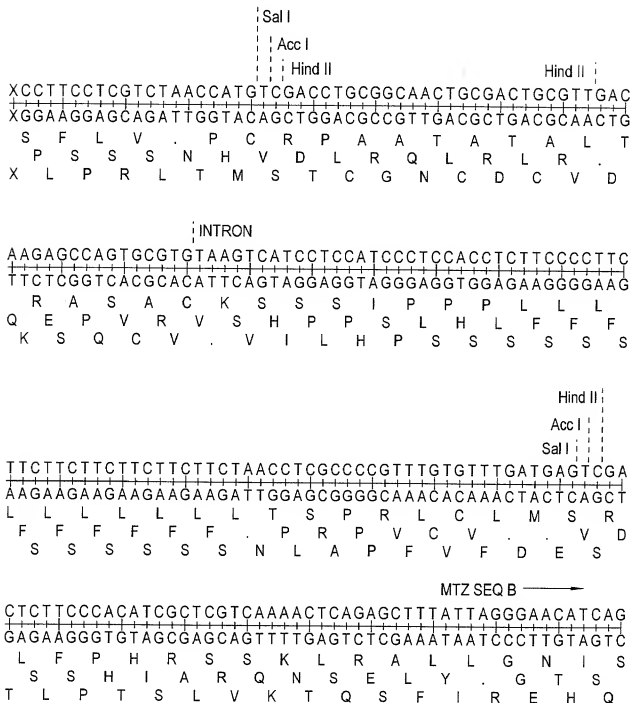 Sal I
Acc I
Hind II
Hind II
XCCTTCCTCGTCTAACCATGTCGACCTGCGGCAACTGCGACTGCGTTGAC
XGGAAGGAGCAGATTGGTACAGCTGGACGCCGTTGACGCTGACGCAACTG
S F L V . P C R P A A T A T A L T
P S S S N H V D L R Q L R L R .
X L P R L T M S T C G N C D C V D
INTRON
AAGAGCCAGTGCGTGTAAGTCATCCTCCATCCCTCCACCTCTTCCCCTTC
TTCTCGGTCACGCACATTCAGTAGGAGGTAGGGAGGTGGAGAAGGGGAAG
R A S A C K S S S I P P P L L L
Q E P V R V S H P P S L H L F P F
K S Q C V . V I L H P S S S S S S
Hind II
Acc I
Sal I
TTCTTCTTCTTCTTCTTCTAACCTCGCCCCGTTTGTGTTTGATGAGTCGA
AAGAAGAAGAAGAAGAAGATTGGAGCGGGGCAAACACAAACTACTCAGCT
L L L L L L L T S P R L C L M S R
F F F F F F . P R P V C V . . V D
S S S S S S N L A P F V F D E S
MTZ SEQ B
CTCTTCCCACATCGCTCGTCAAAACTCAGAGCTTTATTAGGGAACATCAG
GAGAAGGGTGTAGCGAGCAGTTTTGAGTCTCGAAATAATCCCTTGTAGTC
L F P H R S S K L R A L L G N I S
S S H I A R Q N S E L Y . G T S
T L P T S L V K T Q S F I R E H Q